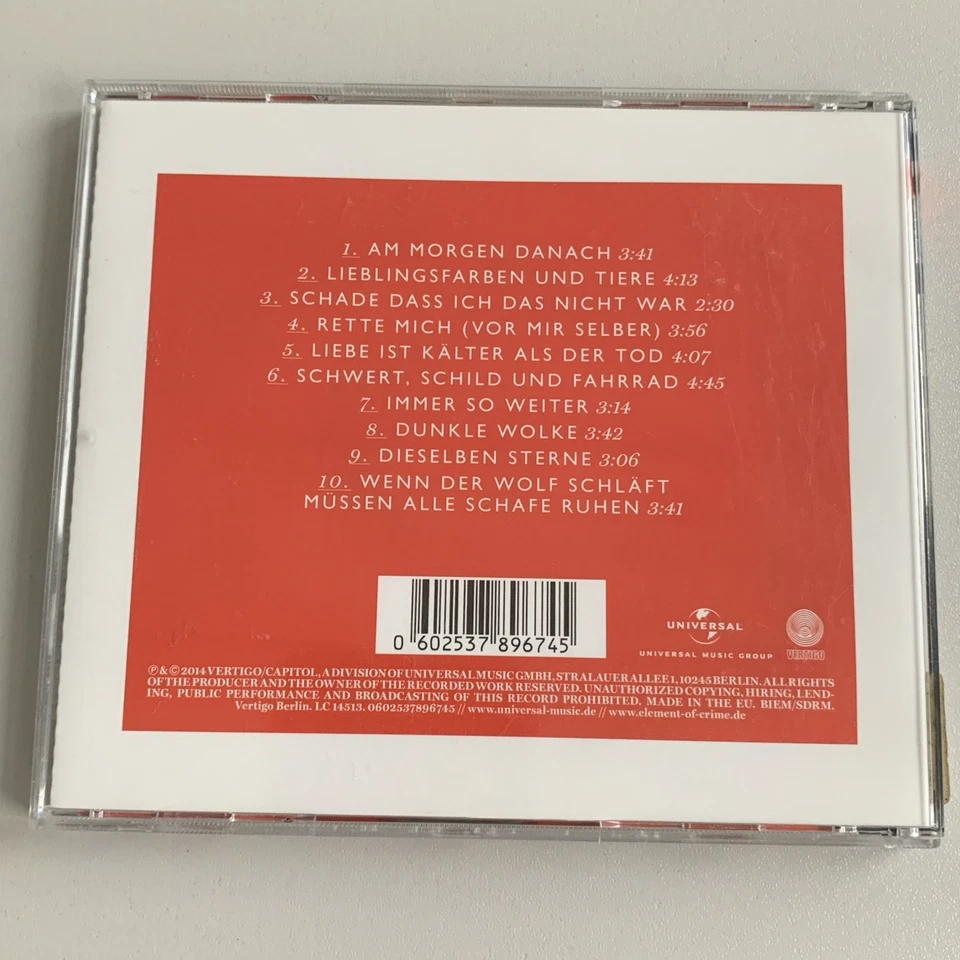 1. AM MORGEN DANACH 3:41
2. LIEBLINGSFARBEN UND TIERE 4:13
3. SCHADE DASS ICH DAS NICHT WAR 2:30
4. RETTE MICH (VOR MIR SELBER) 3:56
5. LIEBE IST KÄLTER ALS DER TOD 4:07
6. SCHWERT, SCHILD UND FAHRRAD 4:45
7. IMMER SO WEITER 3:14
8. DUNKLE WOLKE 3:42
9. DIESELBEN STERNE 3:06
10. WENN DER WOLF SCHLÄFT
MÜSSEN ALLE SCHAFE RUHEN 3:41
0 602537 896745
UNIVERSAL
UNIVERSAL MUSIC GROUP
VERTIGO
℗ & © 2014 VERTIGO/CAPITOL, A DIVISION OF UNIVERSAL MUSIC GMBH, STRALAUER ALLEE 1, 10245 BERLIN. ALL RIGHTS
OF THE PRODUCER AND THE OWNER OF THE RECORDED WORK RESERVED. UNAUTHORIZED COPYING, HIRING, LEND-
ING, PUBLIC PERFORMANCE AND BROADCASTING OF THIS RECORD PROHIBITED. MADE IN THE EU. BIEM/SDRM.
Vertigo Berlin. LC 14513. 0602537896745 // www.universal-music.de // www.element-of-crime.de